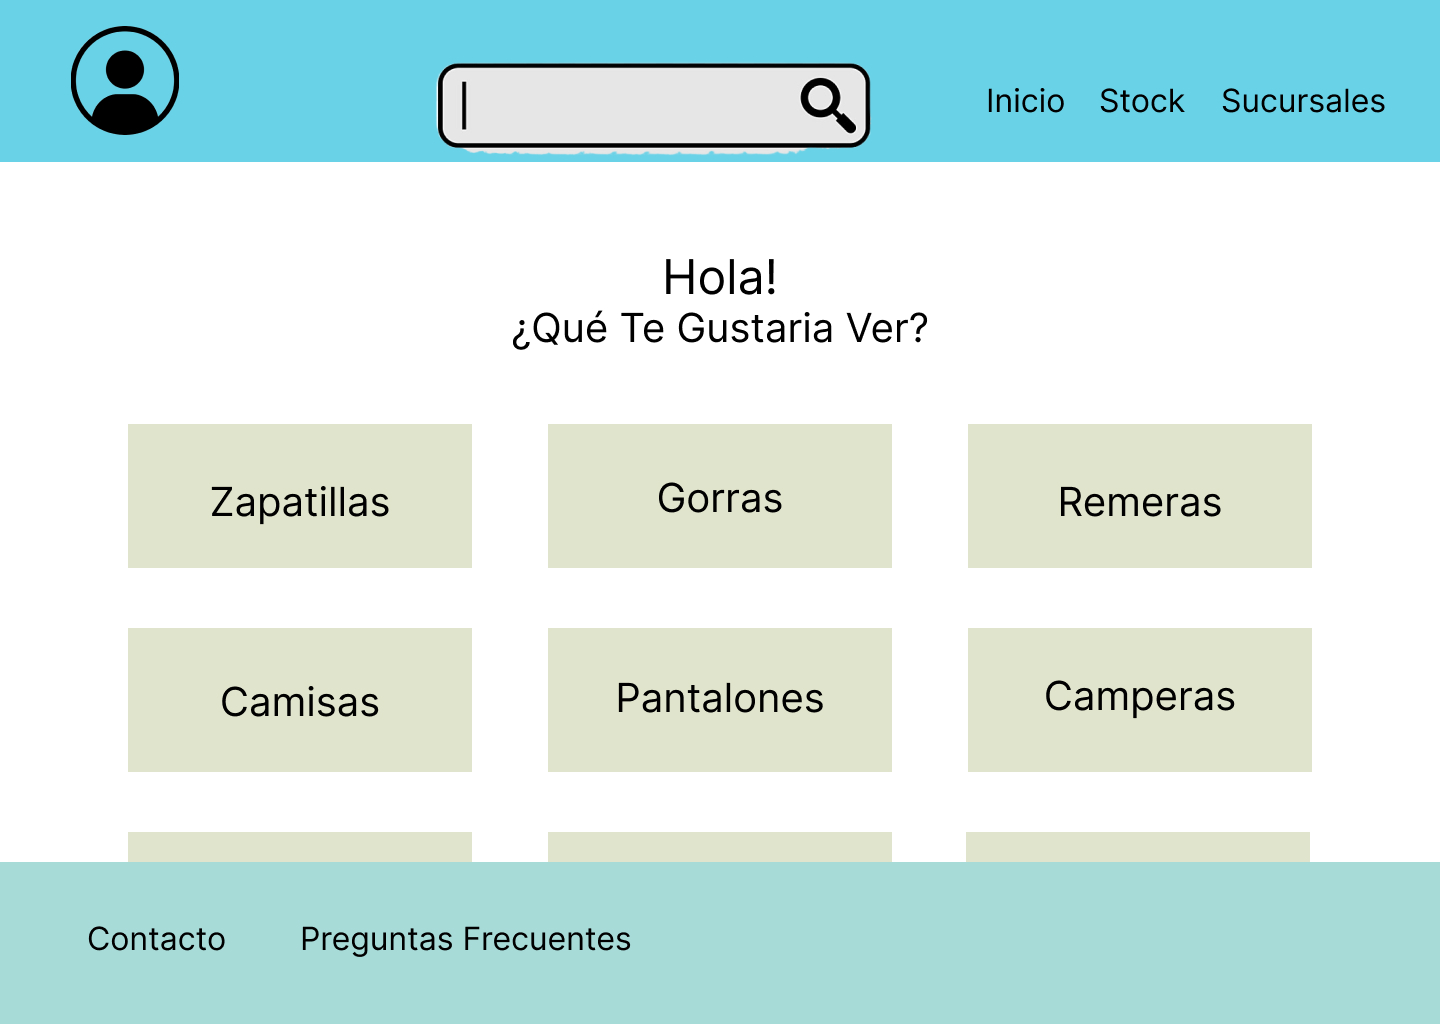 Inicio Stock Sucursales
Hola!
¿Qué Te Gustaria Ver?
Zapatillas
Gorras
Remeras
Camisas
Pantalones
Camperas
Contacto
Preguntas Frecuentes